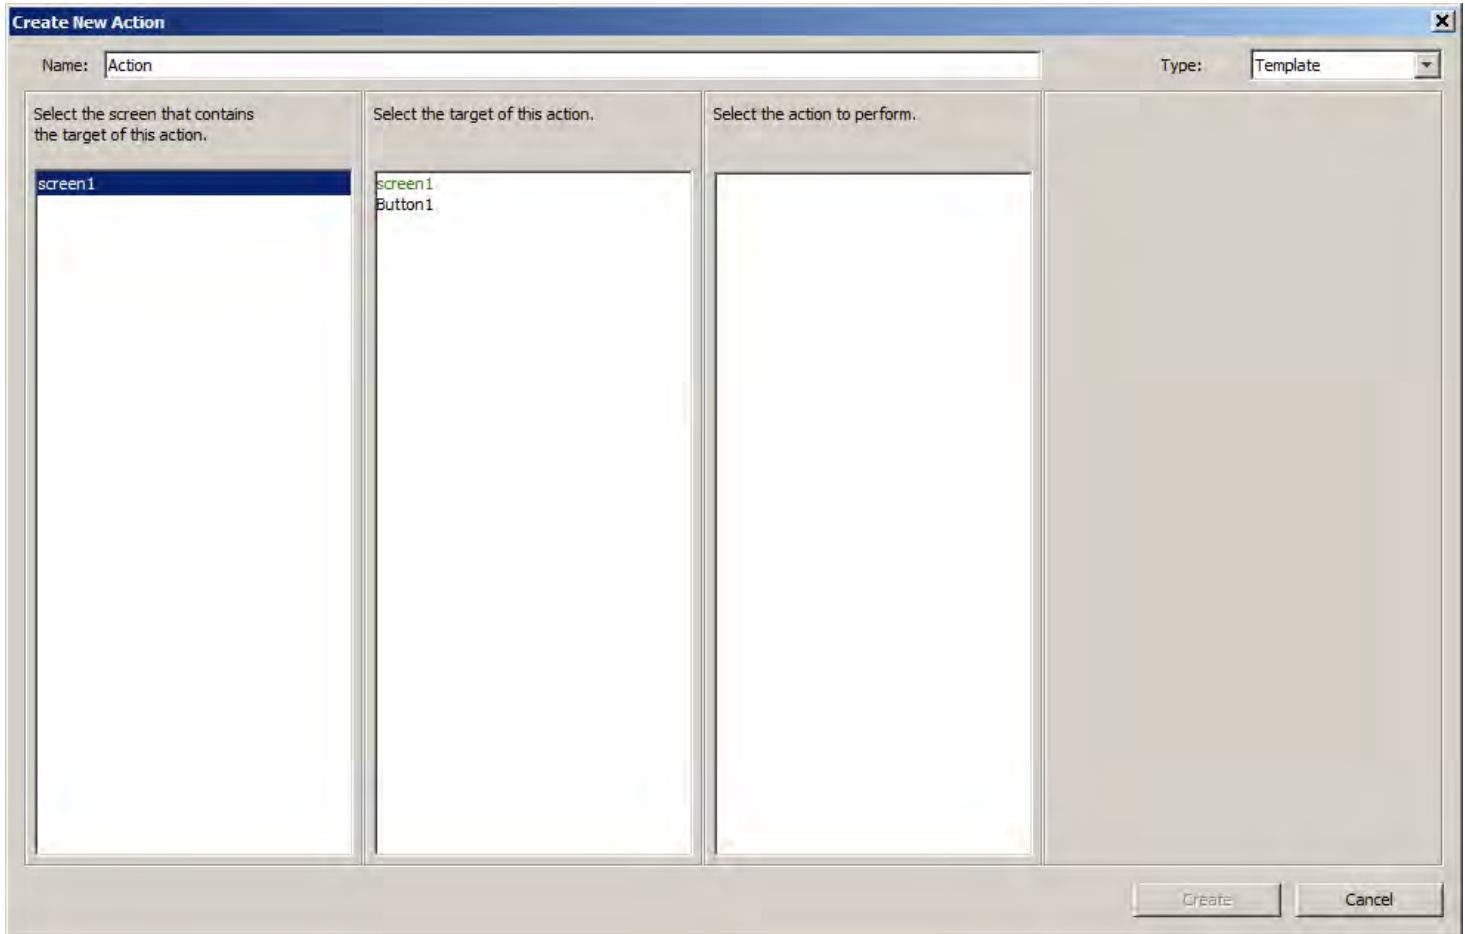 Create New Action
Name: Action Type: Template
Select the screen that contains
the target of this action.
Select the target of this action.
Select the action to perform.
screen1
screen1
Button1
Create Cancel